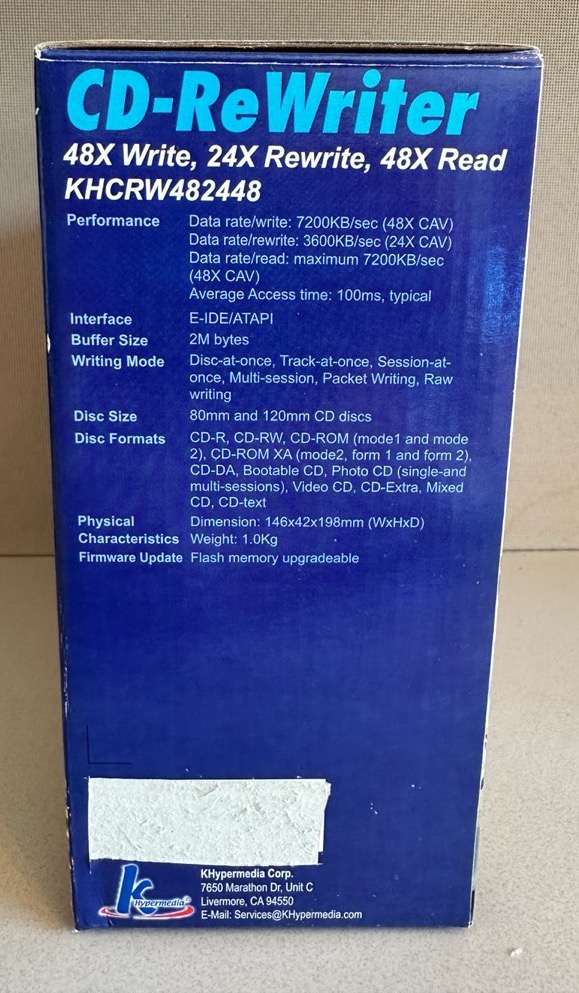 CD-ReWriter
48X Write, 24X Rewrite, 48X Read
KHCRW482448
Performance Data rate/write: 7200KB/sec (48X CAV)
Data rate/rewrite: 3600KB/sec (24X CAV)
Data rate/read: maximum 7200KB/sec
(48X CAV)
Average Access time: 100ms, typical
Interface E-IDE/ATAPI
Buffer Size 2M bytes
Writing Mode Disc-at-once, Track-at-once, Session-at-
once, Multi-session, Packet Writing, Raw
writing
Disc Size 80mm and 120mm CD discs
Disc Formats CD-R, CD-RW, CD-ROM (mode1 and mode
2), CD-ROM XA (mode2, form 1 and form 2),
CD-DA, Bootable CD, Photo CD (single-and
multi-sessions), Video CD, CD-Extra, Mixed
CD, CD-text
Physical Dimension: 146x42x198mm (WxHxD)
Characteristics Weight: 1.0Kg
Firmware Update Flash memory upgradeable
K Hypermedia
KHypermedia Corp.
7650 Marathon Dr, Unit C
Livermore, CA 94550
E-Mail: Services@KHypermedia.com